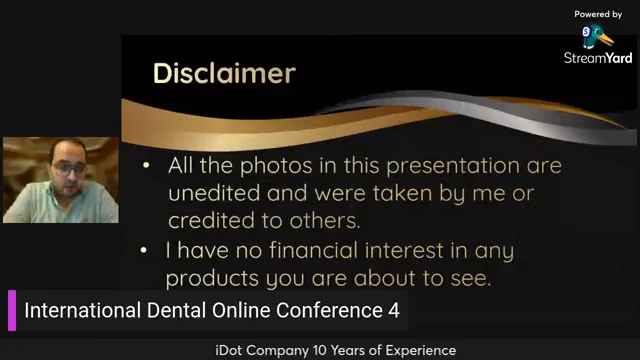 Powered by
StreamYard
Disclaimer
• All the photos in this presentation are
unedited and were taken by me or
credited to others.
• I have no financial interest in any
products you are about to see.
International Dental Online Conference 4
iDot Company 10 Years of Experience